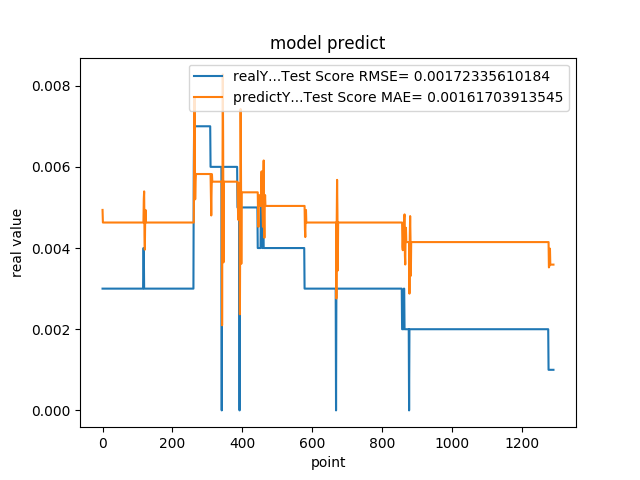 model predict
realY...Test Score RMSE= 0.00172335610184
predictY...Test Score MAE= 0.00161703913545
0.008
0.006
0.004
0.002
0.000
real value
0 200 400 600 800 1000 1200
point